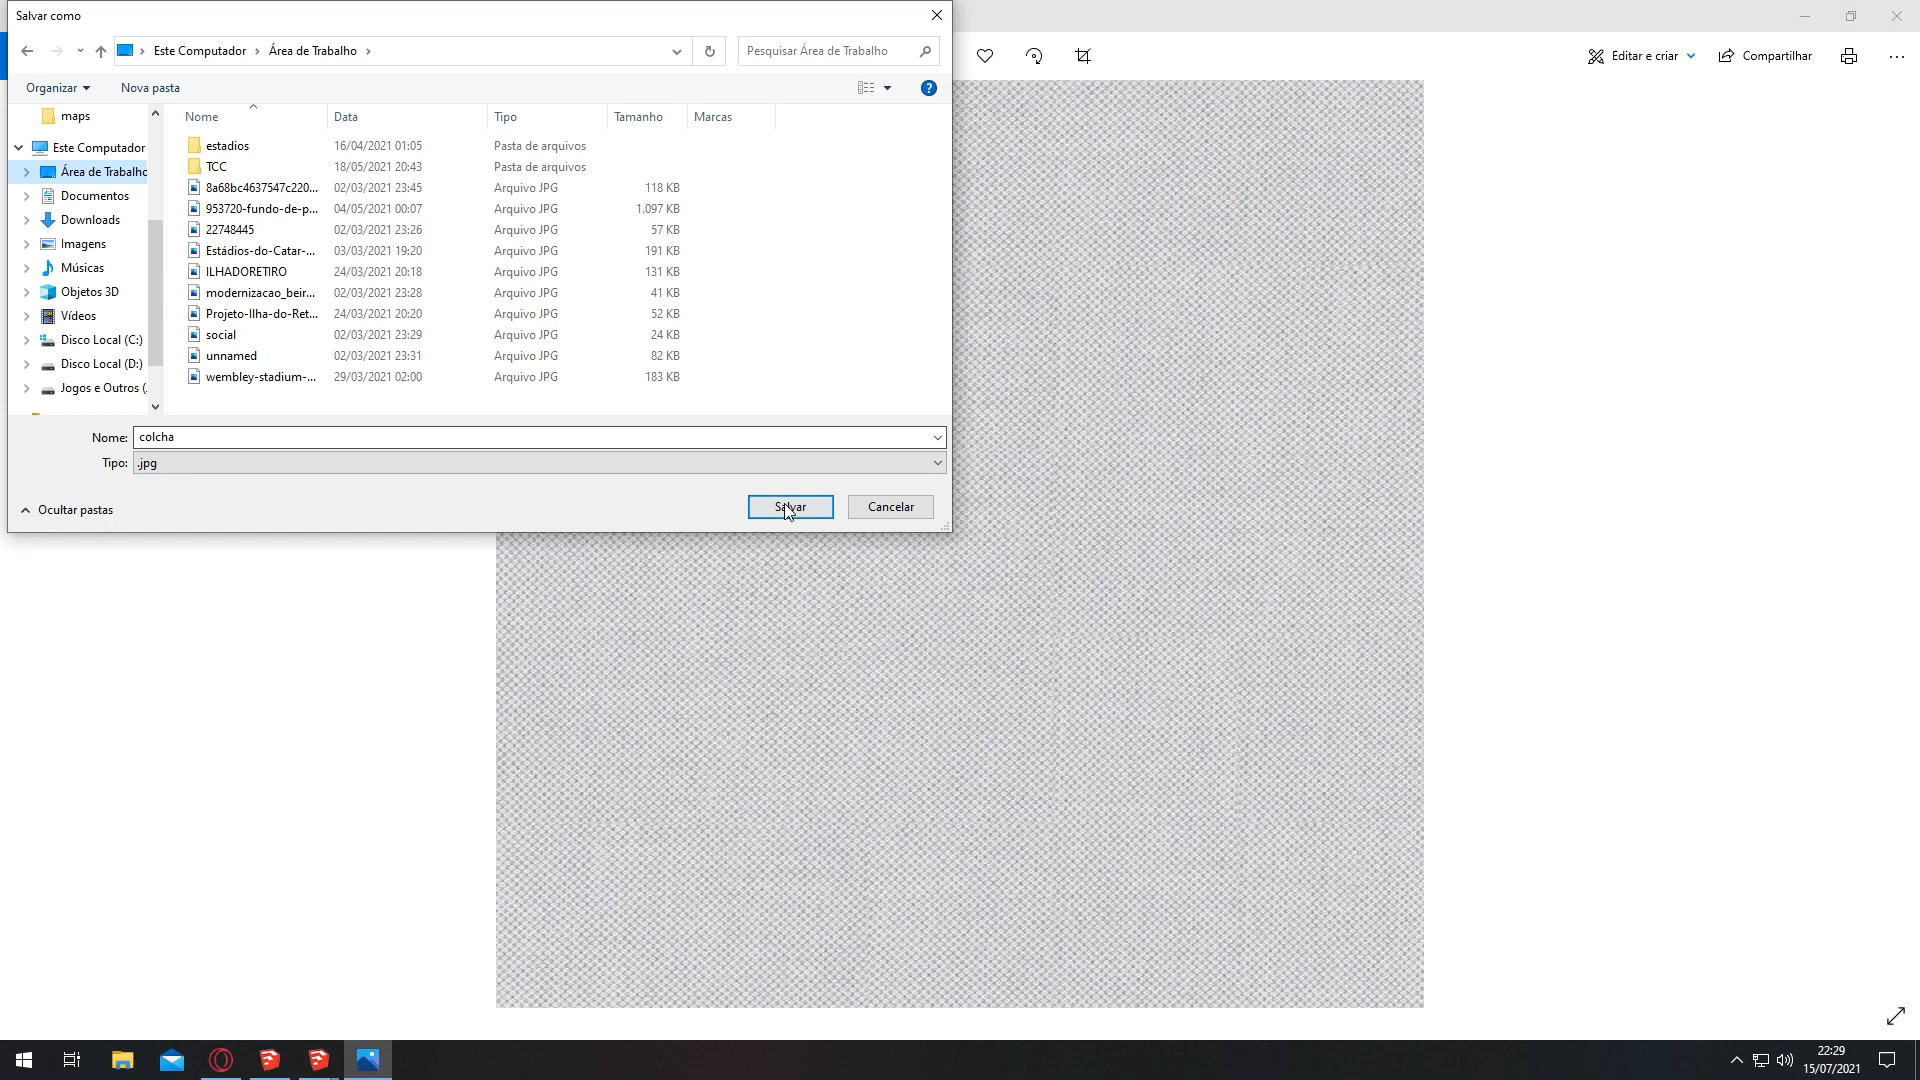 Salvar como
Este Computador > Área de Trabalho >
Pesquisar Área de Trabalho
Editar e criar
Compartilhar
Organizar
Nova pasta
maps
Este Computador
Área de Trabalho
Documentos
Downloads
Imagens
Músicas
Objetos 3D
Vídeos
Disco Local (C:)
Disco Local (D:)
Jogos e Outros (
Nome Data Tipo Tamanho Marcas
estadios 16/04/2021 01:05 Pasta de arquivos
TCC 18/05/2021 20:43 Pasta de arquivos
8a68bc4637547c220... 02/03/2021 23:45 Arquivo JPG 118 KB
953720-fundo-de-p... 04/05/2021 00:07 Arquivo JPG 1.097 KB
22748445 02/03/2021 23:26 Arquivo JPG 57 KB
Estádios-do-Catar-... 03/03/2021 19:20 Arquivo JPG 191 KB
ILHADORETIRO 24/03/2021 20:18 Arquivo JPG 131 KB
modernizacao_beir... 02/03/2021 23:28 Arquivo JPG 41 KB
Projeto-Ilha-do-Ret... 24/03/2021 20:20 Arquivo JPG 52 KB
social 02/03/2021 23:29 Arquivo JPG 24 KB
unnamed 02/03/2021 23:31 Arquivo JPG 82 KB
wembley-stadium-... 29/03/2021 02:00 Arquivo JPG 183 KB
Nome: colcha
Tipo: .jpg
Ocultar pastas
Salvar
Cancelar
22:29
15/07/2021